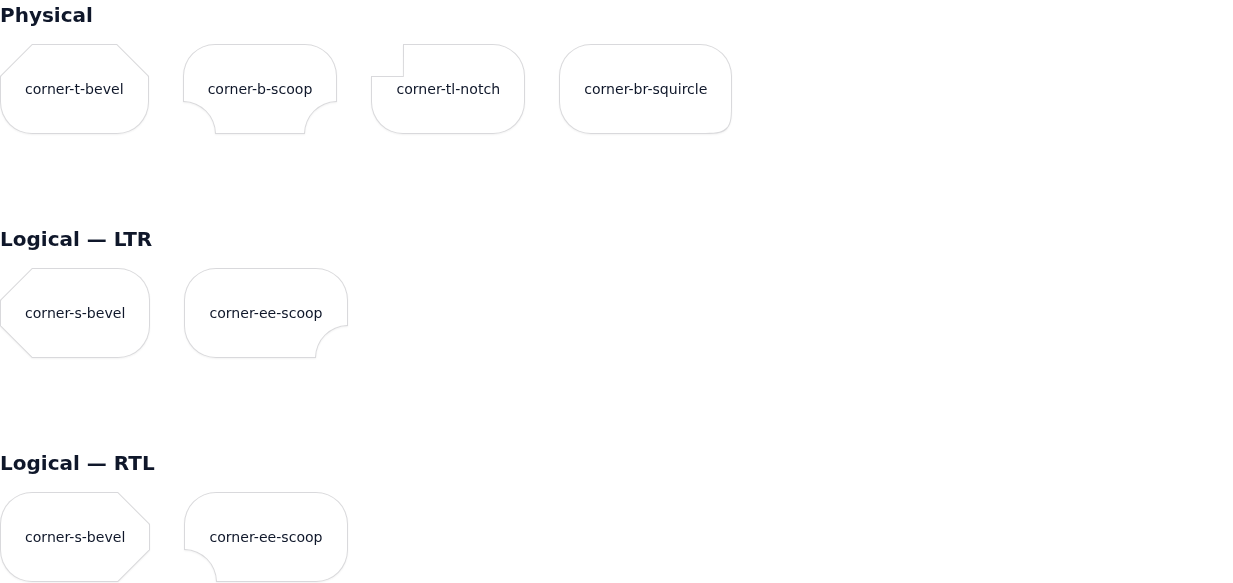 Physical
corner-t-bevel
corner-b-scoop
corner-tl-notch
corner-br-squircle
Logical — LTR
corner-s-bevel
corner-ee-scoop
Logical — RTL
corner-s-bevel
corner-ee-scoop